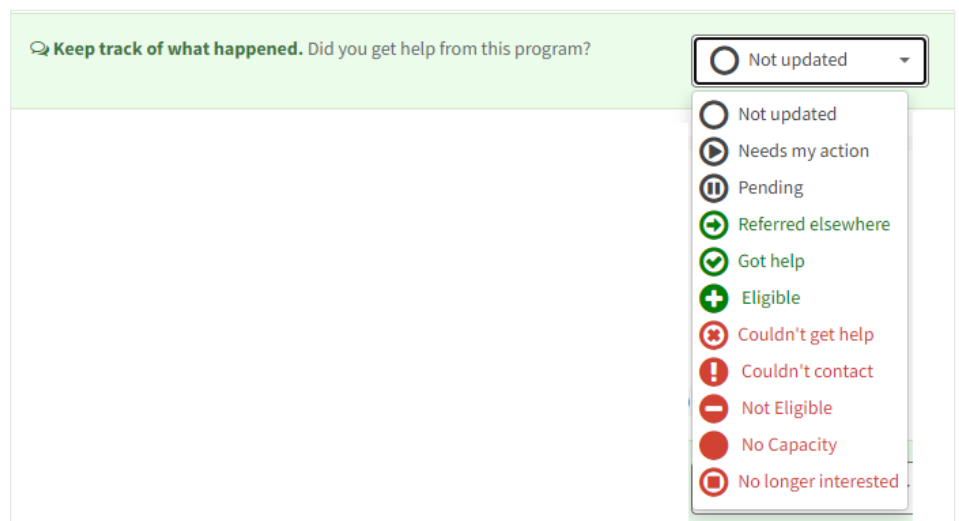 Keep track of what happened. Did you get help from this program?
Not updated
Not updated
Needs my action
Pending
Referred elsewhere
Got help
Eligible
Couldn't get help
Couldn't contact
Not Eligible
No Capacity
No longer interested